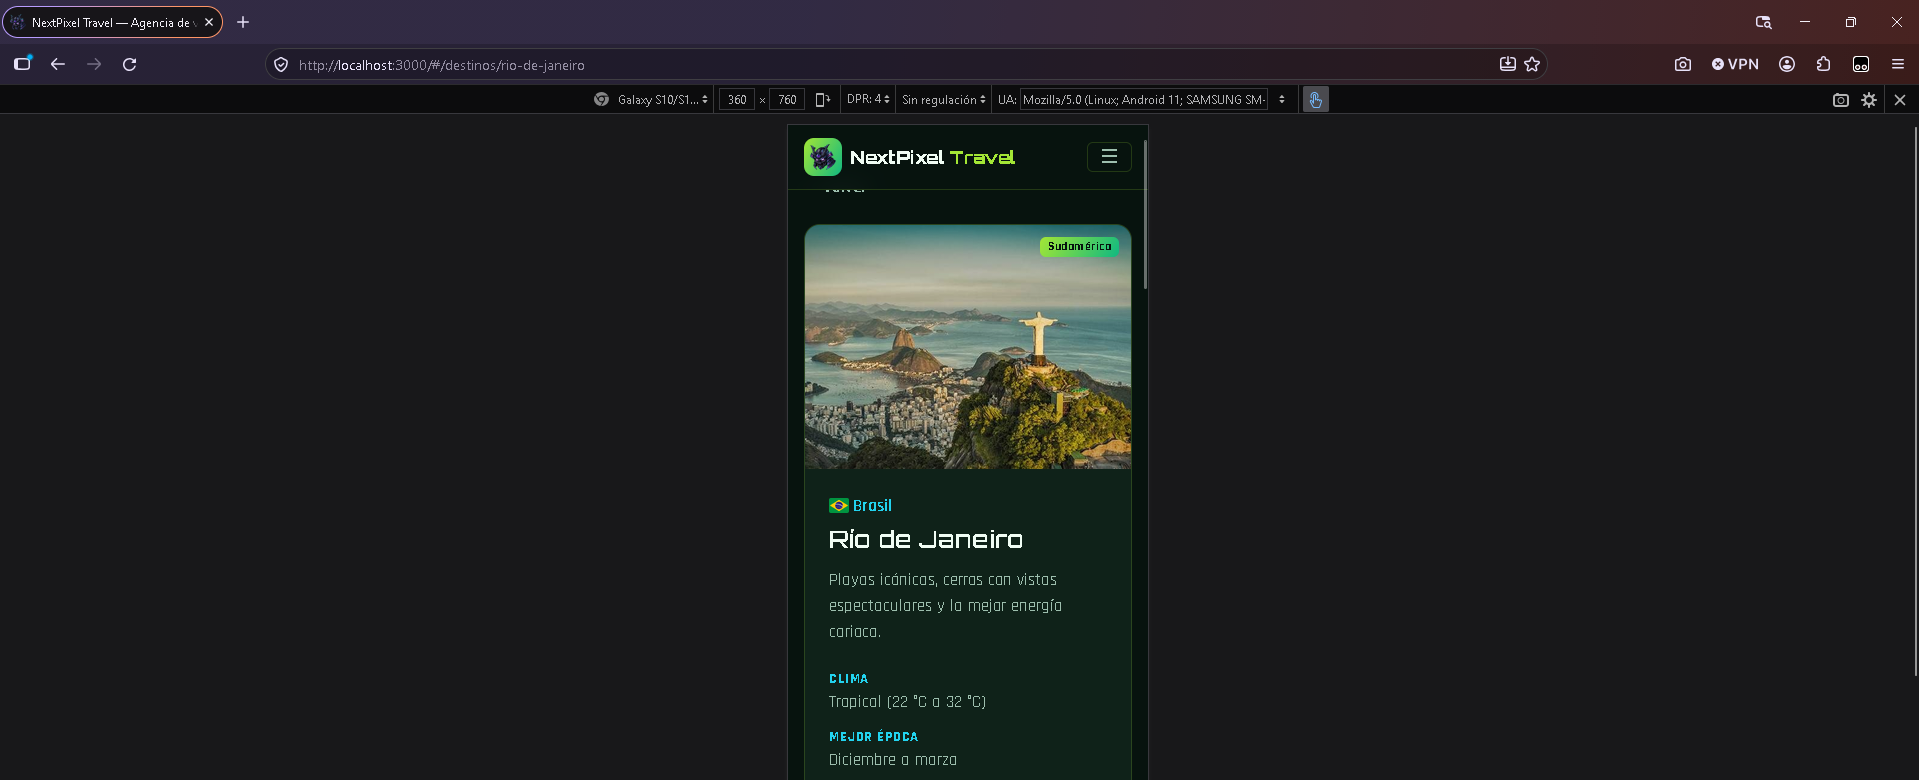 NextPixel Travel — Agencia de v
http://localhost:3000/#/destinos/rio-de-janeiro
VPN
Galaxy S10/S1... 360 × 760 DPR: 4 Sin regulación UA: Mozilla/5.0 (Linux; Android 11; SAMSUNG SM-
NextPixel Travel
Sudamérica
Brasil
Río de Janeiro
Playas icónicas, cerros con vistas
espectaculares y la mejor energía
carioca.
CLIMA
Tropical (22 °C a 32 °C)
MEJOR ÉPOCA
Diciembre a marzo